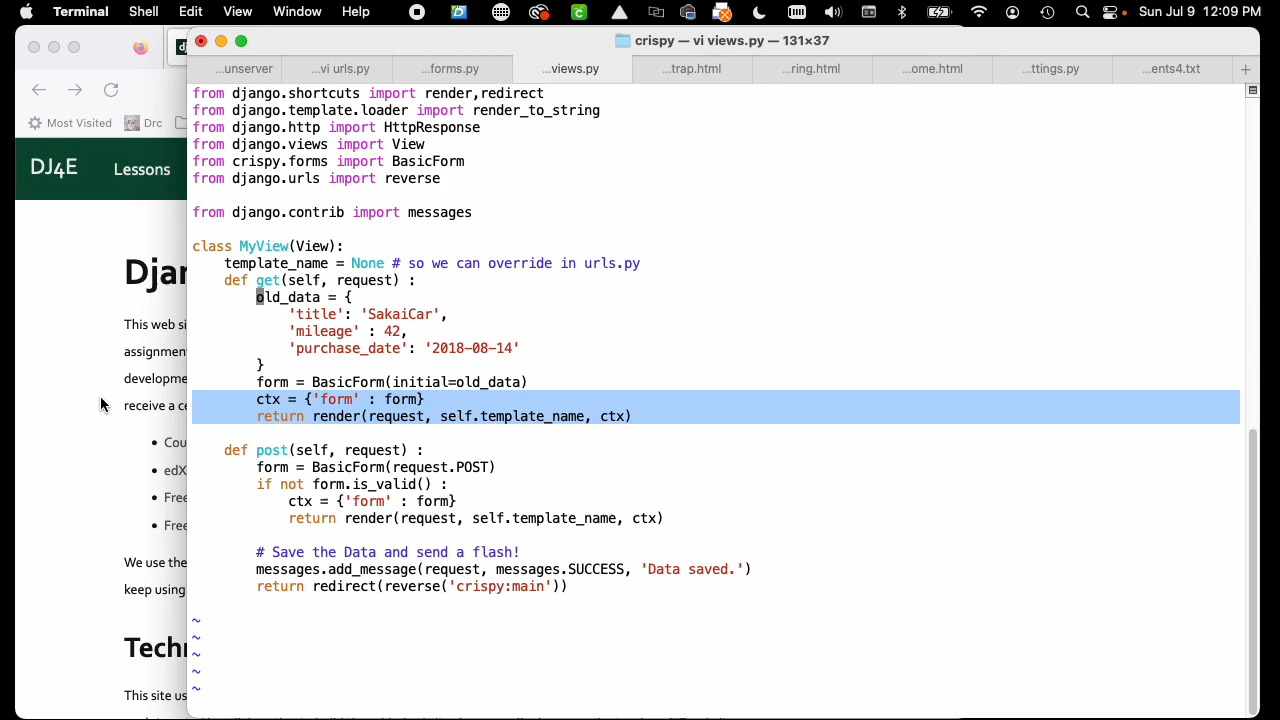 Terminal Shell Edit View Window Help Sun Jul 9 12:09 PM
crispy — vi views.py — 131×37
...unserver ...vi urls.py ...forms.py ...views.py ...trap.html ...ring.html ...ome.html ...ttings.py ...ents4.txt +
Most Visited Drc
DJ4E Lessons
Djan
This web si
assignmen
developme
receive a ce
• Cou
• edX
• Free
• Free
We use the
keep using
Techn
This site us
from django.shortcuts import render,redirect
from django.template.loader import render_to_string
from django.http import HttpResponse
from django.views import View
from crispy.forms import BasicForm
from django.urls import reverse
from django.contrib import messages
class MyView(View):
    template_name = None # so we can override in urls.py
    def get(self, request) :
        old_data = {
            'title': 'SakaiCar',
            'mileage' : 42,
            'purchase_date': '2018-08-14'
        }
        form = BasicForm(initial=old_data)
        ctx = {'form' : form}
        return render(request, self.template_name, ctx)
    def post(self, request) :
        form = BasicForm(request.POST)
        if not form.is_valid() :
            ctx = {'form' : form}
            return render(request, self.template_name, ctx)
        # Save the Data and send a flash!
        messages.add_message(request, messages.SUCCESS, 'Data saved.')
        return redirect(reverse('crispy:main'))
~
~
~
~
~